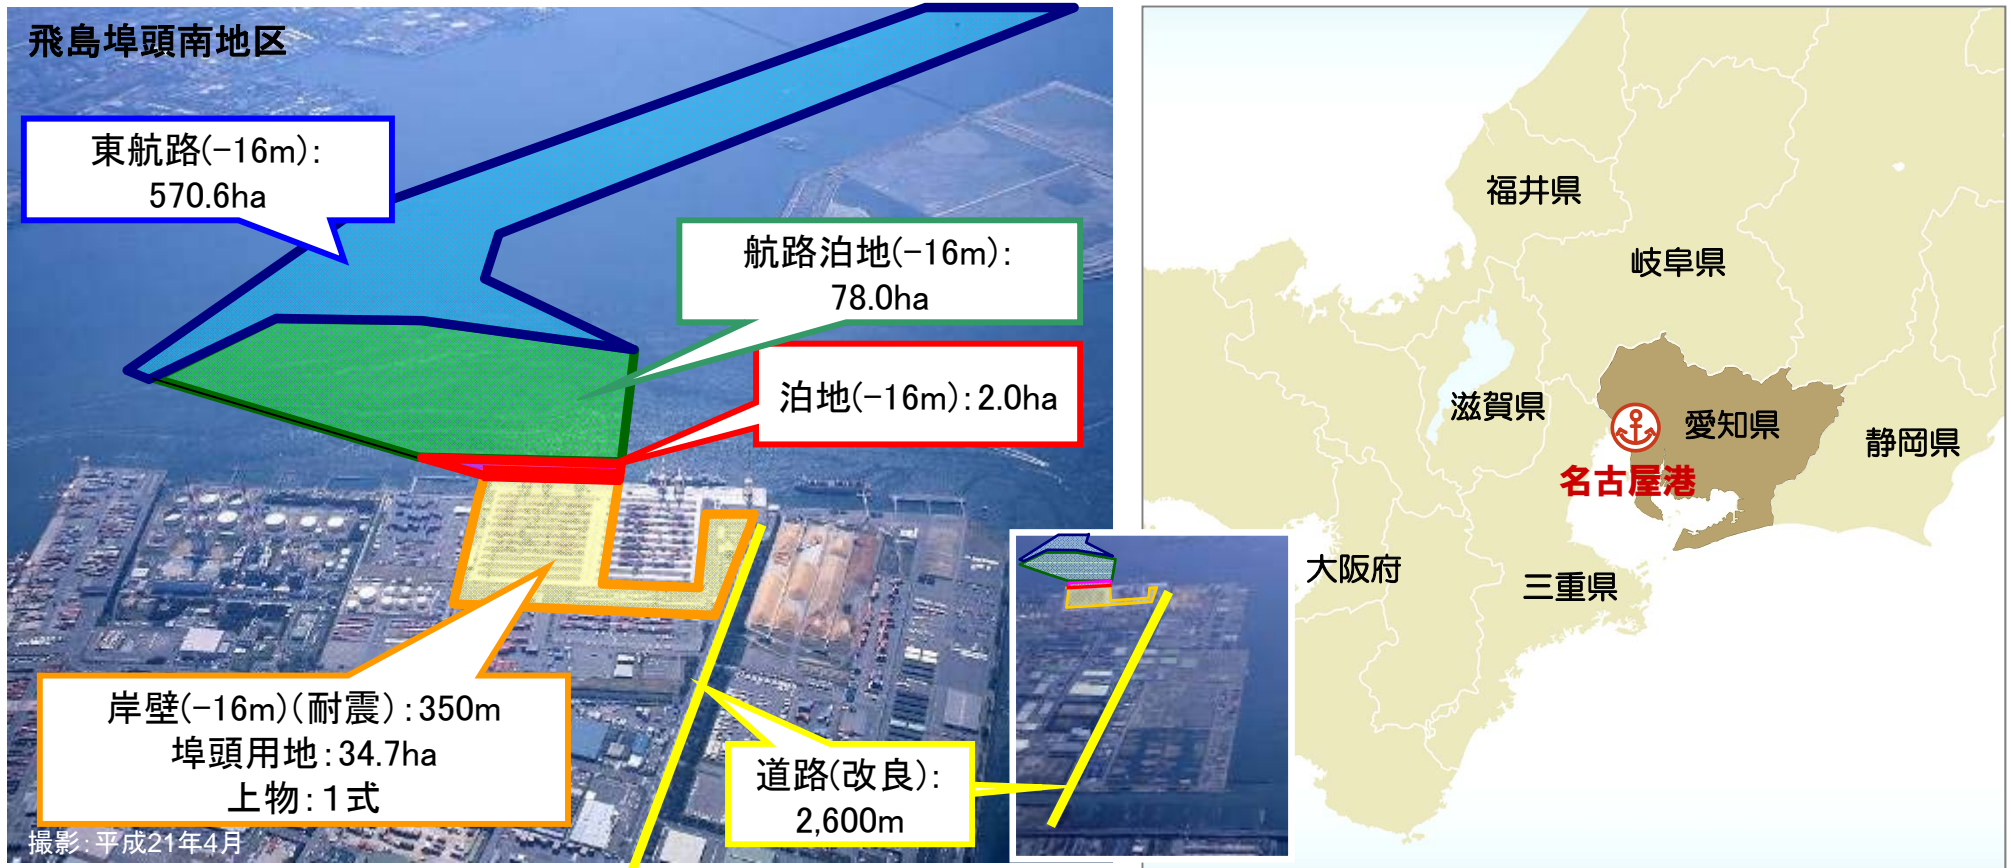 飛島埠頭南地区
東航路(-16m):
570.6ha
航路泊地(-16m):
78.0ha
泊地(-16m):2.0ha
岸壁(-16m)(耐震):350m
埠頭用地:34.7ha
上物:1式
道路(改良):
2,600m
撮影:平成21年4月
福井県
岐阜県
滋賀県
愛知県
静岡県
名古屋港
大阪府
三重県